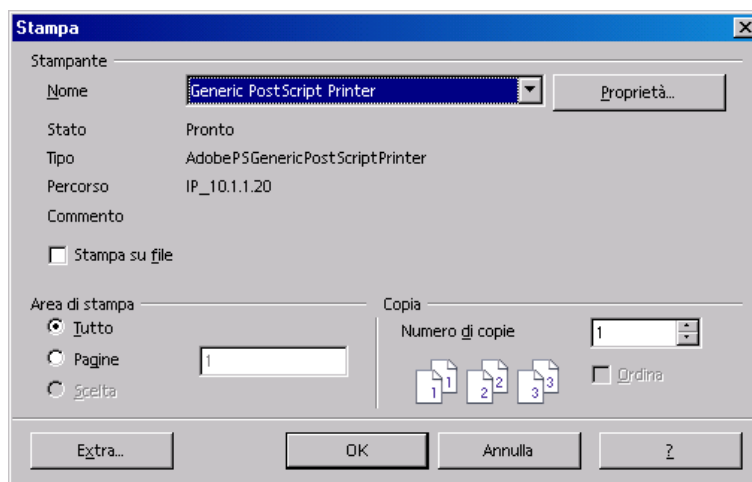 Stampa
Stampante
Nome Generic PostScript Printer Proprietà...
Stato Pronto
Tipo AdobePSGenericPostScriptPrinter
Percorso IP_10.1.1.20
Commento
Stampa su file
Area di stampa Copia
Tutto Numero di copie 1
Pagine 1
1 1 2 2 3 3 Ordina
Scelta
Extra... OK Annulla ?